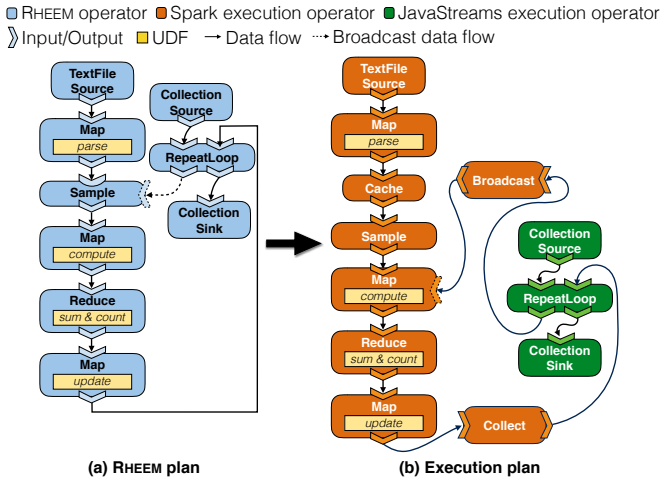 RHEEM operator Spark execution operator JavaStreams execution operator
Input/Output UDF Data flow Broadcast data flow
TextFile
Source
Map
parse
Sample
Map
compute
Reduce
sum & count
Map
update
Collection
Source
RepeatLoop
Collection
Sink
(a) RHEEM plan
TextFile
Source
Map
parse
Cache
Sample
Map
compute
Reduce
sum & count
Map
update
Broadcast
Collection
Source
RepeatLoop
Collection
Sink
Collect
(b) Execution plan